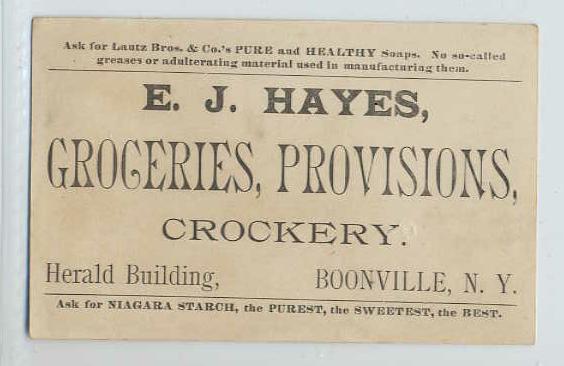 Ask for Lautz Bros. & Co.'s PURE and HEALTHY Soaps. No so-called
greases or adulterating material used in manufacturing them.
E. J. HAYES,
GROCERIES, PROVISIONS,
CROCKERY.
Herald Building, BOONVILLE, N. Y.
Ask for NIAGARA STARCH, the PUREST, the SWEETEST, the BEST.